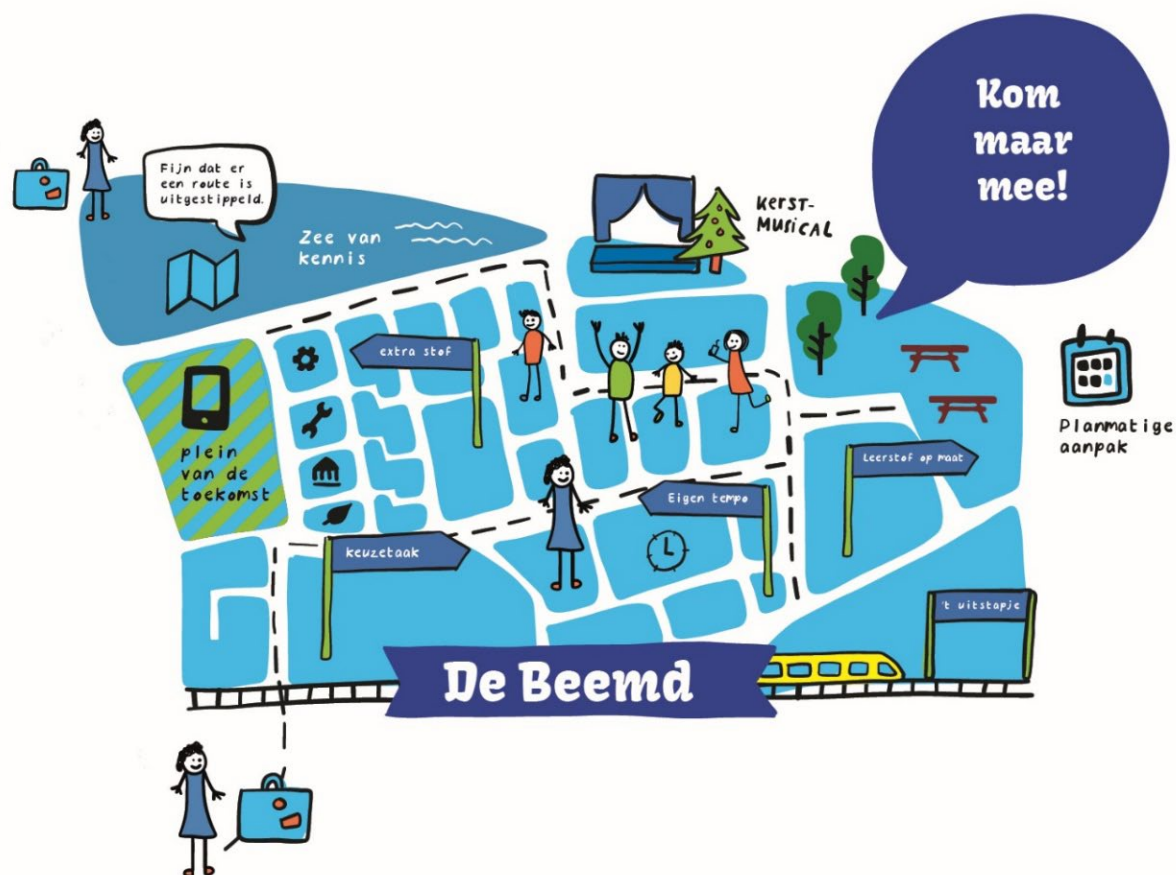 Kom
maar
mee!
Fijn dat er
een route is
uitgestippeld.
Zee van
kennis
KERST-
MUSICAL
extra stof
Planmatige
aanpak
plein
van de
toekomst
Leerstof op maat
Eigen tempo
keuzetaak
't uitstapje
De Beemd